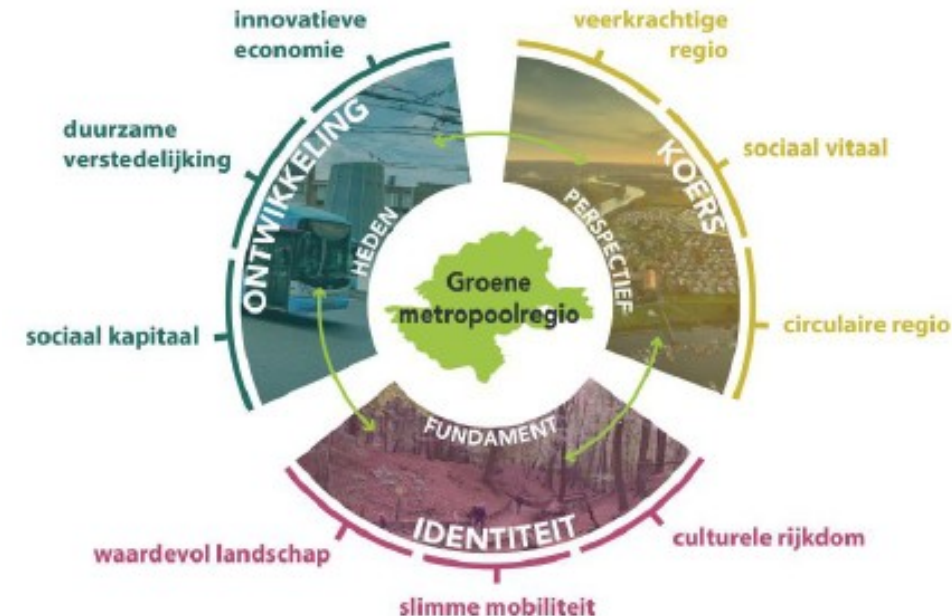 innovatieve
economie
veerkrachtige
regio
duurzame
verstedelijking
ONTWIKKELING
KOERS
sociaal vitaal
HEDEN
PERSPECTIEF
Groene
metropoolregio
sociaal kapitaal
circulaire regio
FUNDAMENT
IDENTITEIT
waardevol landschap
culturele rijkdom
slimme mobiliteit